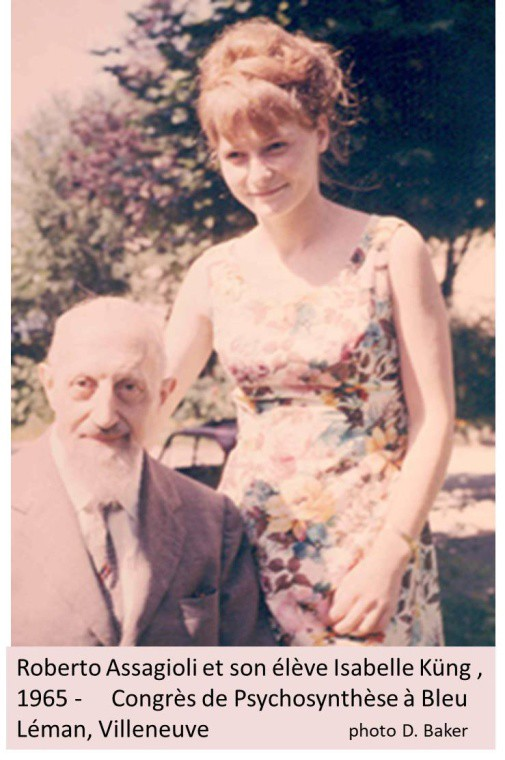 Roberto Assagioli et son élève Isabelle Küng ,
1965 - Congrès de Psychosynthèse à Bleu
Léman, Villeneuve photo D. Baker